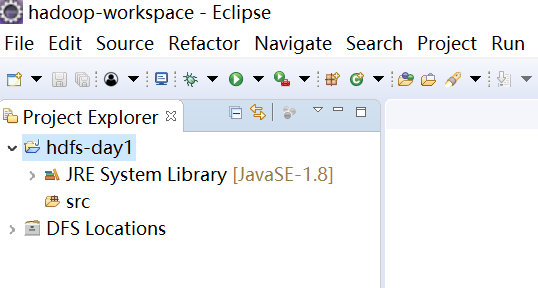 hadoop-workspace - Eclipse
File Edit Source Refactor Navigate Search Project Run
Project Explorer
hdfs-day1
JRE System Library [JavaSE-1.8]
src
DFS Locations